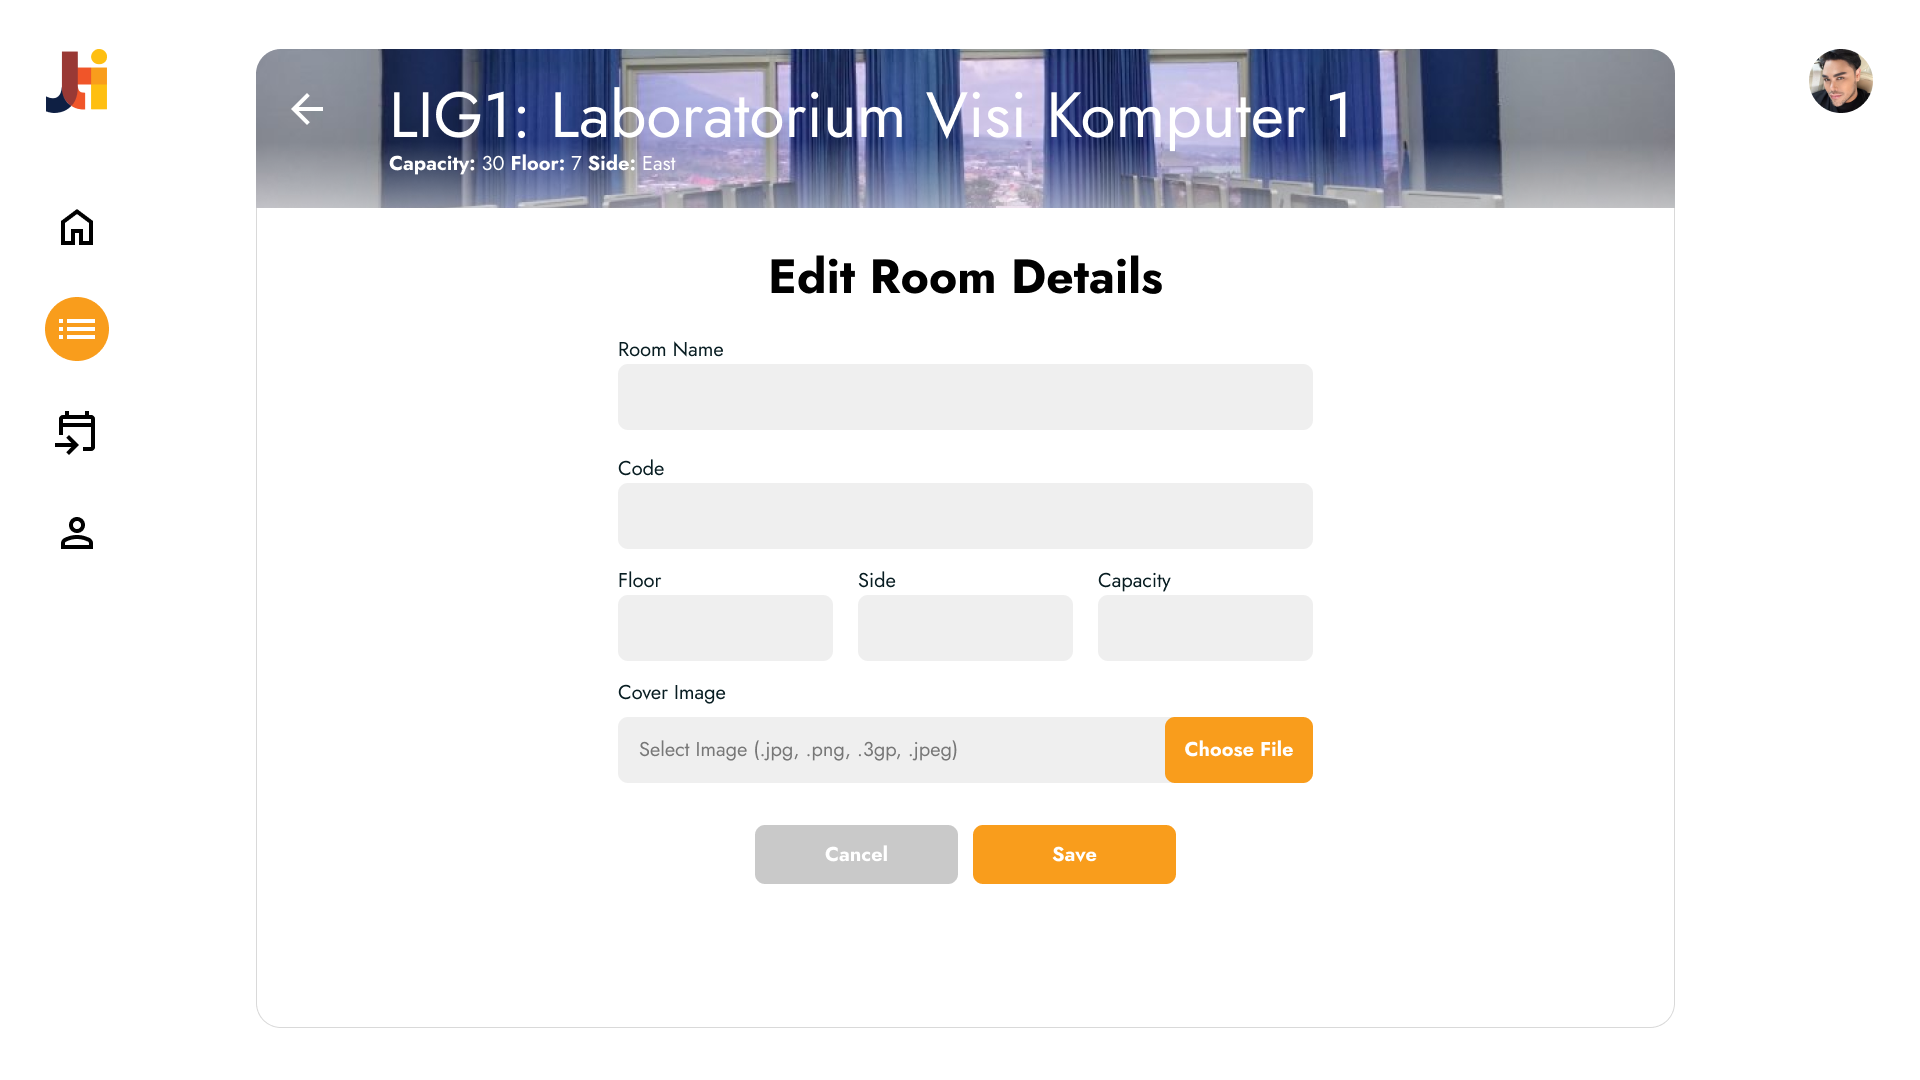 Jti
LIG1: Laboratorium Visi Komputer 1
Capacity: 30 Floor: 7 Side: East
Edit Room Details
Room Name
Code
Floor Side Capacity
Cover Image
Select Image (.jpg, .png, .3gp, .jpeg) Choose File
Cancel Save